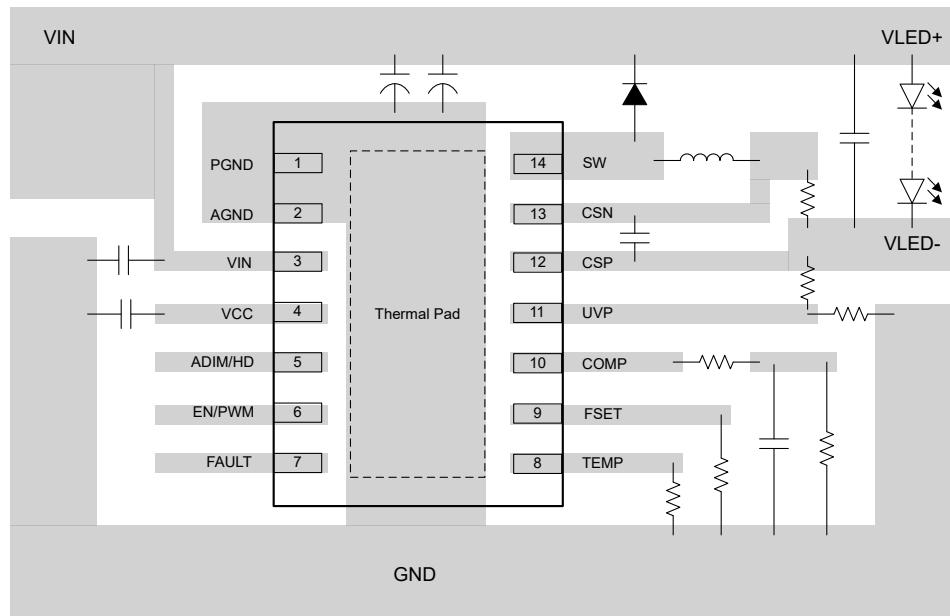 VIN
VLED+
PGND 1
14 SW
AGND 2
13 CSN
VLED-
VIN 3
12 CSP
VCC 4
Thermal Pad
11 UVP
ADIM/HD 5
10 COMP
EN/PWM 6
9 FSET
FAULT 7
8 TEMP
GND